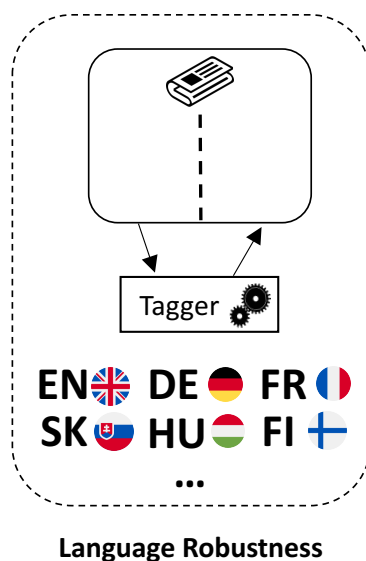 Tagger
EN DE FR
SK HU FI
...
Language Robustness